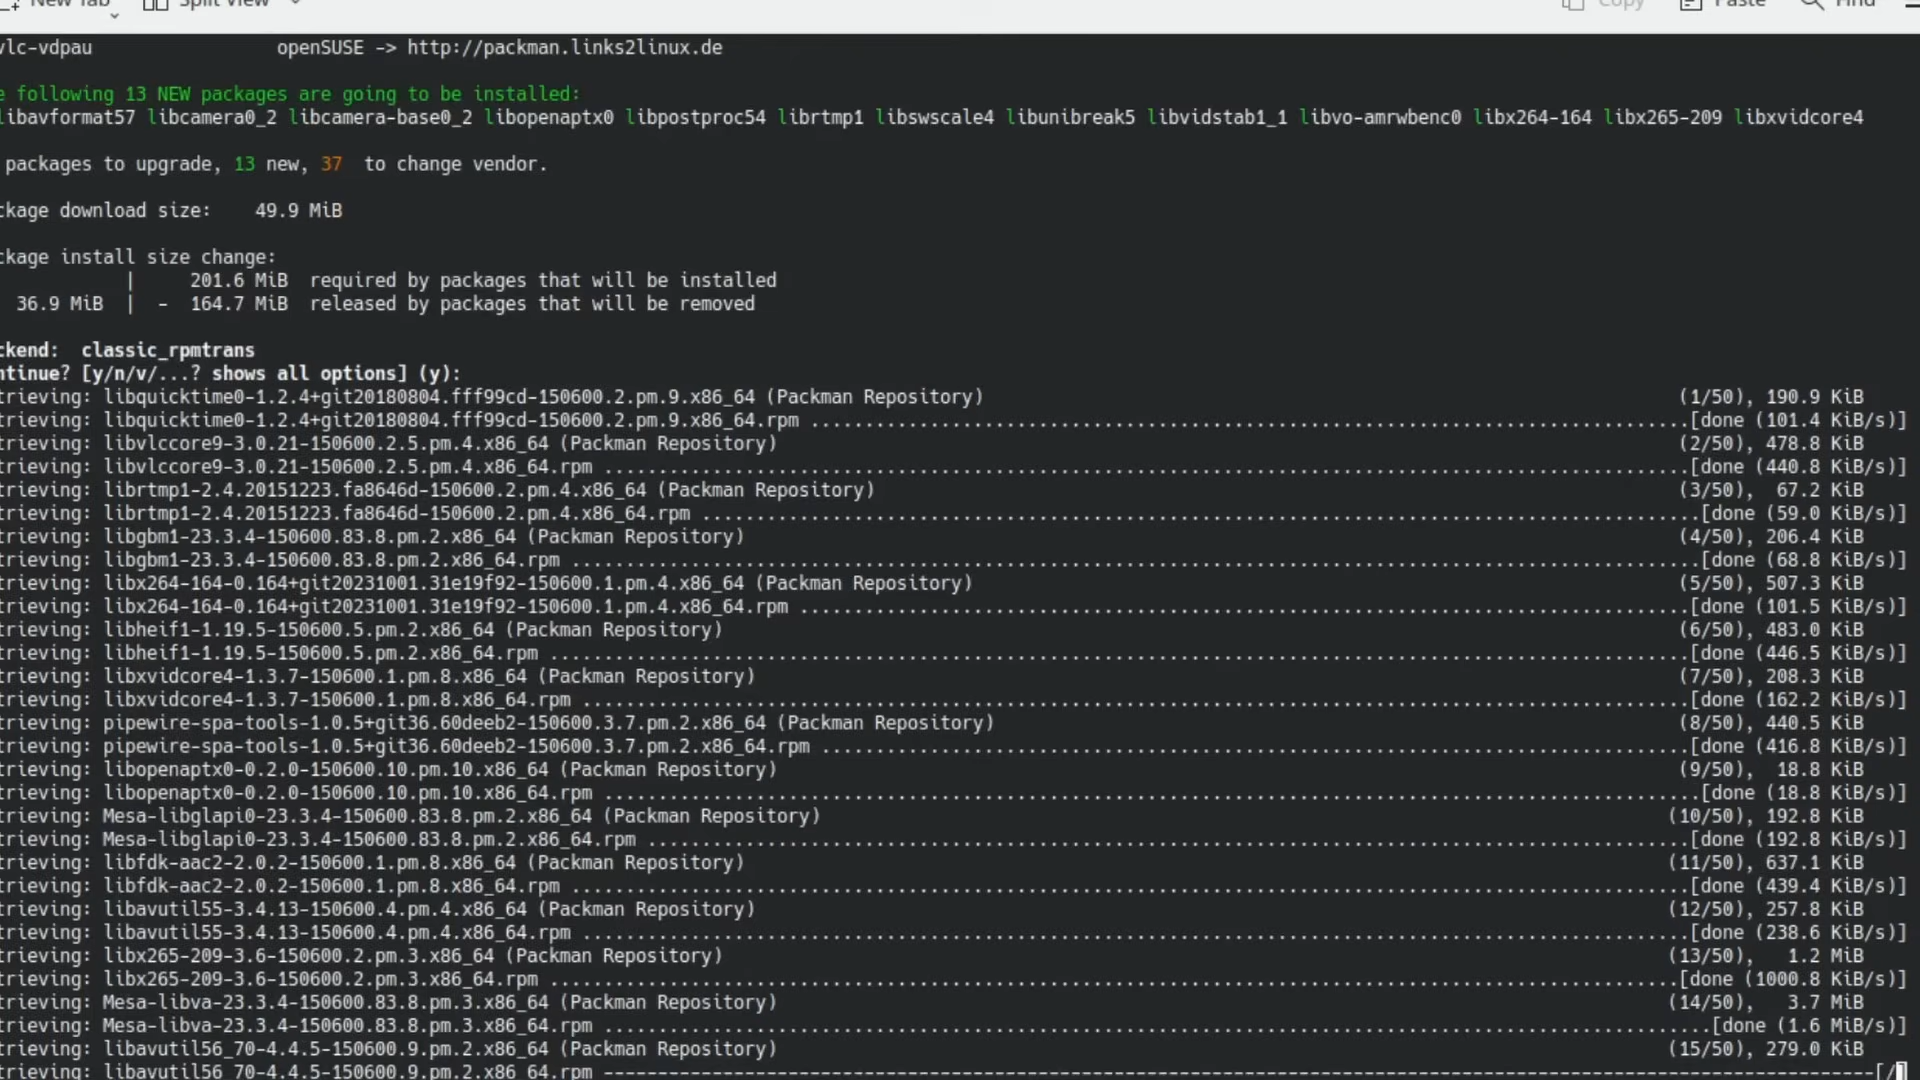 New Tab Split View Copy Paste Find
vlc-vdpau openSUSE -> http://packman.links2linux.de
e following 13 NEW packages are going to be installed:
libavformat57 libcamera0_2 libcamera-base0_2 libopenaptx0 libpostproc54 librtmp1 libswscale4 libunibreak5 libvidstab1_1 libvo-amrwbenc0 libx264-164 libx265-209 libxvidcore4
packages to upgrade, 13 new, 37 to change vendor.
ckage download size: 49.9 MiB
ckage install size change:
| 201.6 MiB required by packages that will be installed
36.9 MiB | - 164.7 MiB released by packages that will be removed
ckend: classic_rpmtrans
ntinue? [y/n/v/...? shows all options] (y):
trieving: libquicktime0-1.2.4+git20180804.fff99cd-150600.2.pm.9.x86_64 (Packman Repository) (1/50), 190.9 KiB
trieving: libquicktime0-1.2.4+git20180804.fff99cd-150600.2.pm.9.x86_64.rpm ....................[done (101.4 KiB/s)]
trieving: libvlccore9-3.0.21-150600.2.5.pm.4.x86_64 (Packman Repository) (2/50), 478.8 KiB
trieving: libvlccore9-3.0.21-150600.2.5.pm.4.x86_64.rpm ....................[done (440.8 KiB/s)]
trieving: librtmp1-2.4.20151223.fa8646d-150600.2.pm.4.x86_64 (Packman Repository) (3/50), 67.2 KiB
trieving: librtmp1-2.4.20151223.fa8646d-150600.2.pm.4.x86_64.rpm ....................[done (59.0 KiB/s)]
trieving: libgbm1-23.3.4-150600.83.8.pm.2.x86_64 (Packman Repository) (4/50), 206.4 KiB
trieving: libgbm1-23.3.4-150600.83.8.pm.2.x86_64.rpm ....................[done (68.8 KiB/s)]
trieving: libx264-164-0.164+git20231001.31e19f92-150600.1.pm.4.x86_64 (Packman Repository) (5/50), 507.3 KiB
trieving: libx264-164-0.164+git20231001.31e19f92-150600.1.pm.4.x86_64.rpm ....................[done (101.5 KiB/s)]
trieving: libheif1-1.19.5-150600.5.pm.2.x86_64 (Packman Repository) (6/50), 483.0 KiB
trieving: libheif1-1.19.5-150600.5.pm.2.x86_64.rpm ....................[done (446.5 KiB/s)]
trieving: libxvidcore4-1.3.7-150600.1.pm.8.x86_64 (Packman Repository) (7/50), 208.3 KiB
trieving: libxvidcore4-1.3.7-150600.1.pm.8.x86_64.rpm ....................[done (162.2 KiB/s)]
trieving: pipewire-spa-tools-1.0.5+git36.60deeb2-150600.3.7.pm.2.x86_64 (Packman Repository) (8/50), 440.5 KiB
trieving: pipewire-spa-tools-1.0.5+git36.60deeb2-150600.3.7.pm.2.x86_64.rpm ....................[done (416.8 KiB/s)]
trieving: libopenaptx0-0.2.0-150600.10.pm.10.x86_64 (Packman Repository) (9/50), 18.8 KiB
trieving: libopenaptx0-0.2.0-150600.10.pm.10.x86_64.rpm ....................[done (18.8 KiB/s)]
trieving: Mesa-libglapi0-23.3.4-150600.83.8.pm.2.x86_64 (Packman Repository) (10/50), 192.8 KiB
trieving: Mesa-libglapi0-23.3.4-150600.83.8.pm.2.x86_64.rpm ....................[done (192.8 KiB/s)]
trieving: libfdk-aac2-2.0.2-150600.1.pm.8.x86_64 (Packman Repository) (11/50), 637.1 KiB
trieving: libfdk-aac2-2.0.2-150600.1.pm.8.x86_64.rpm ....................[done (439.4 KiB/s)]
trieving: libavutil55-3.4.13-150600.4.pm.4.x86_64 (Packman Repository) (12/50), 257.8 KiB
trieving: libavutil55-3.4.13-150600.4.pm.4.x86_64.rpm ....................[done (238.6 KiB/s)]
trieving: libx265-209-3.6-150600.2.pm.3.x86_64 (Packman Repository) (13/50), 1.2 MiB
trieving: libx265-209-3.6-150600.2.pm.3.x86_64.rpm ....................[done (1000.8 KiB/s)]
trieving: Mesa-libva-23.3.4-150600.83.8.pm.3.x86_64 (Packman Repository) (14/50), 3.7 MiB
trieving: Mesa-libva-23.3.4-150600.83.8.pm.3.x86_64.rpm ....................[done (1.6 MiB/s)]
trieving: libavutil56_70-4.4.5-150600.9.pm.2.x86_64 (Packman Repository) (15/50), 279.0 KiB
trieving: libavutil56_70-4.4.5-150600.9.pm.2.x86_64.rpm --------------------[/]